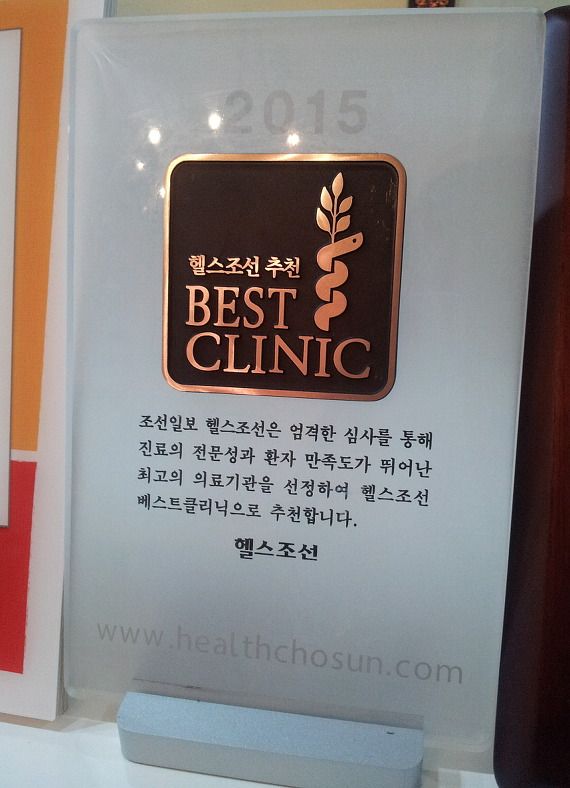 2015
헬스조선 추천
BEST
CLINIC
조선일보 헬스조선은 엄격한 심사를 통해
진료의 전문성과 환자 만족도가 뛰어난
최고의 의료기관을 선정하여 헬스조선
베스트클리닉으로 추천합니다.
헬스조선
www.healthchosun.com